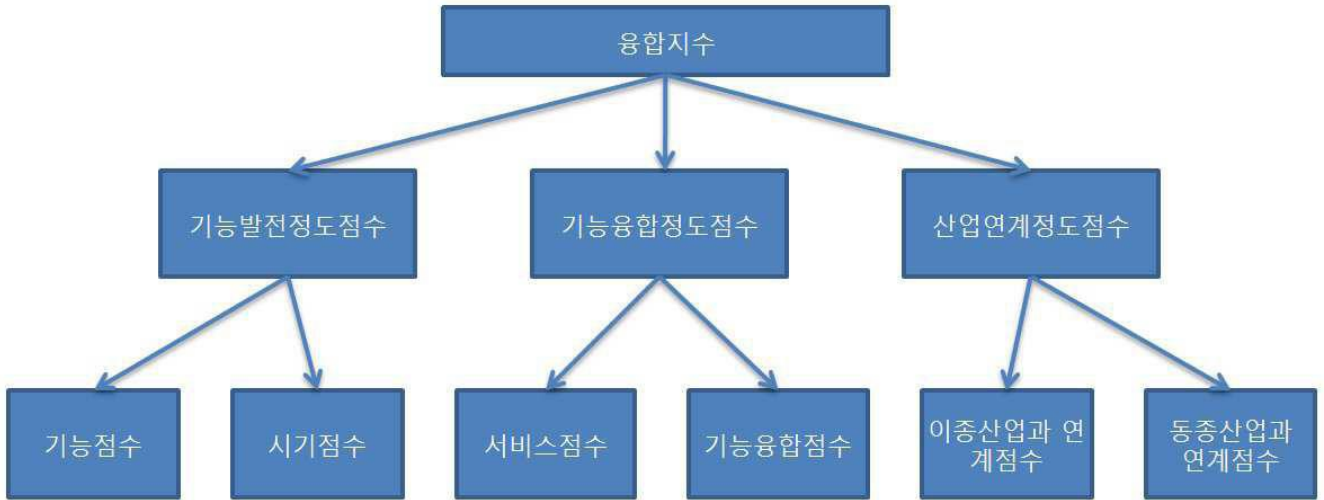 융합지수
기능발전정도점수
기능융합정도점수
산업연계정도점수
기능점수
시기점수
서비스점수
기능융합점수
이종산업과 연
계점수
동종산업과
연계점수